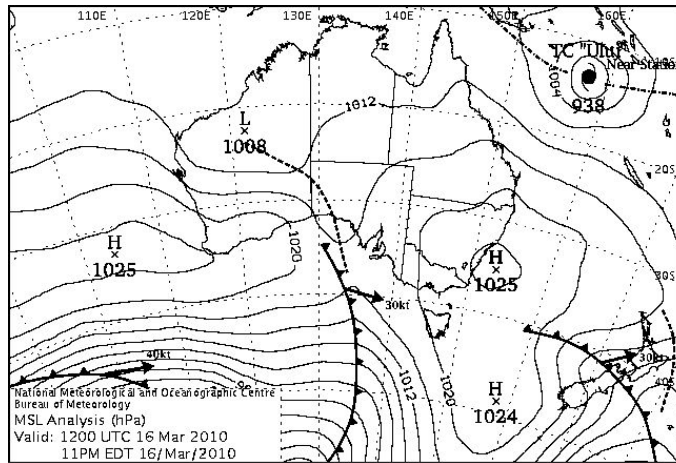 110E 120E 130E 140E 150E 160E
TC "Ului"
Near Station
1004
938
1012
L
1008
20S
H
1025
1020
H
1025
30S
30kt
40kt
30kt
1012
1020
H
1024
40S
National Meteorological and Oceanographic Centre
Bureau of Meteorology
MSL Analysis (hPa)
Valid: 1200 UTC 16 Mar 2010
11PM EDT 16/Mar/2010